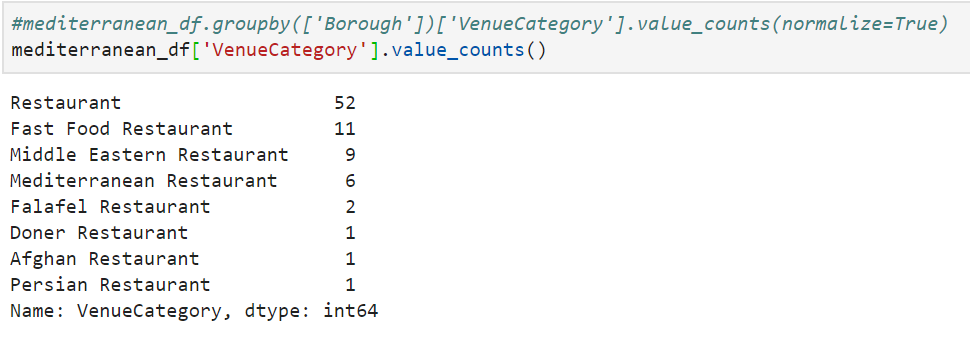 #mediterranean_df.groupby(['Borough'])['VenueCategory'].value_counts(normalize=True)
mediterranean_df['VenueCategory'].value_counts()
Restaurant 52
Fast Food Restaurant 11
Middle Eastern Restaurant 9
Mediterranean Restaurant 6
Falafel Restaurant 2
Doner Restaurant 1
Afghan Restaurant 1
Persian Restaurant 1
Name: VenueCategory, dtype: int64